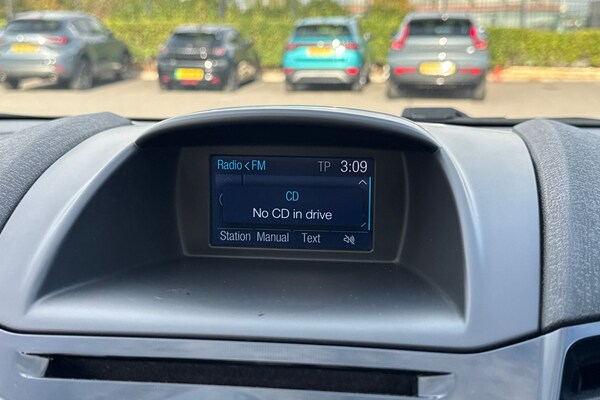 Radio < FM TP 3:09
CD
No CD in drive
Station Manual Text